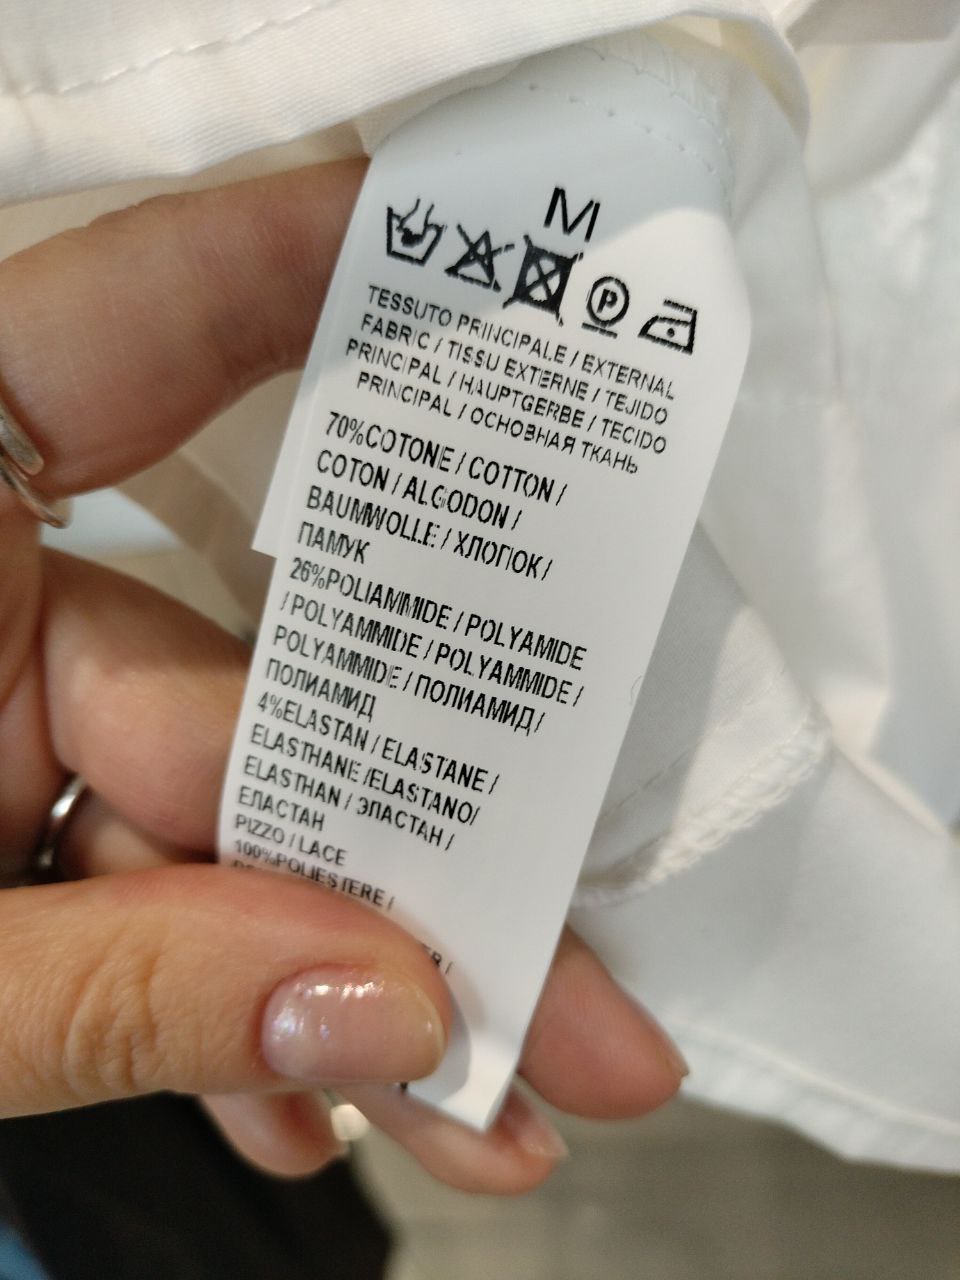 M
P
TESSUTO PRINCIPALE / EXTERNAL
FABRIC / TISSU EXTERNE / TEJIDO
PRINCIPAL / HAUPTGERBE / TECIDO
PRINCIPAL / ОСНОВНАЯ ТКАНЬ
70%COTONE / COTTON /
COTON / ALGODON /
BAUMWOLLE / ХЛОПОК /
ПАМУК
26%POLIAMMIDE / POLYAMIDE
/ POLYAMMIDE / POLYAMMIDE /
POLYAMMIDE / ПОЛИАМИД /
ПОЛИАМИД
4%ELASTAN / ELASTANE /
ELASTHANE /ELASTANO/
ELASTHAN / ЭЛАСТАН /
ЕЛАСТАН
PIZZO / LACE
100%POLIESTERE /